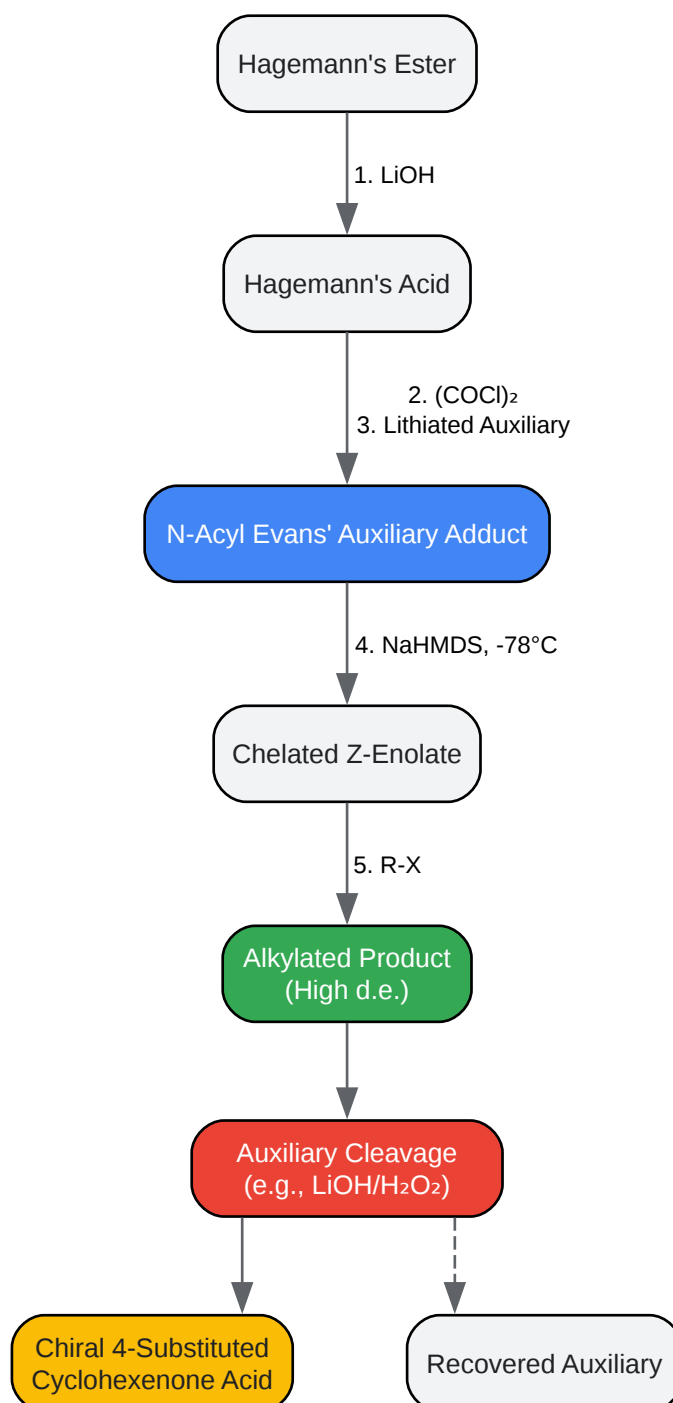 Hagemann's Ester
1. LiOH
Hagemann's Acid
2. (COCl)₂
3. Lithiated Auxiliary
N-Acyl Evans' Auxiliary Adduct
4. NaHMDS, -78°C
Chelated Z-Enolate
5. R-X
Alkylated Product
(High d.e.)
Auxiliary Cleavage
(e.g., LiOH/H₂O₂)
Chiral 4-Substituted
Cyclohexenone Acid
Recovered Auxiliary